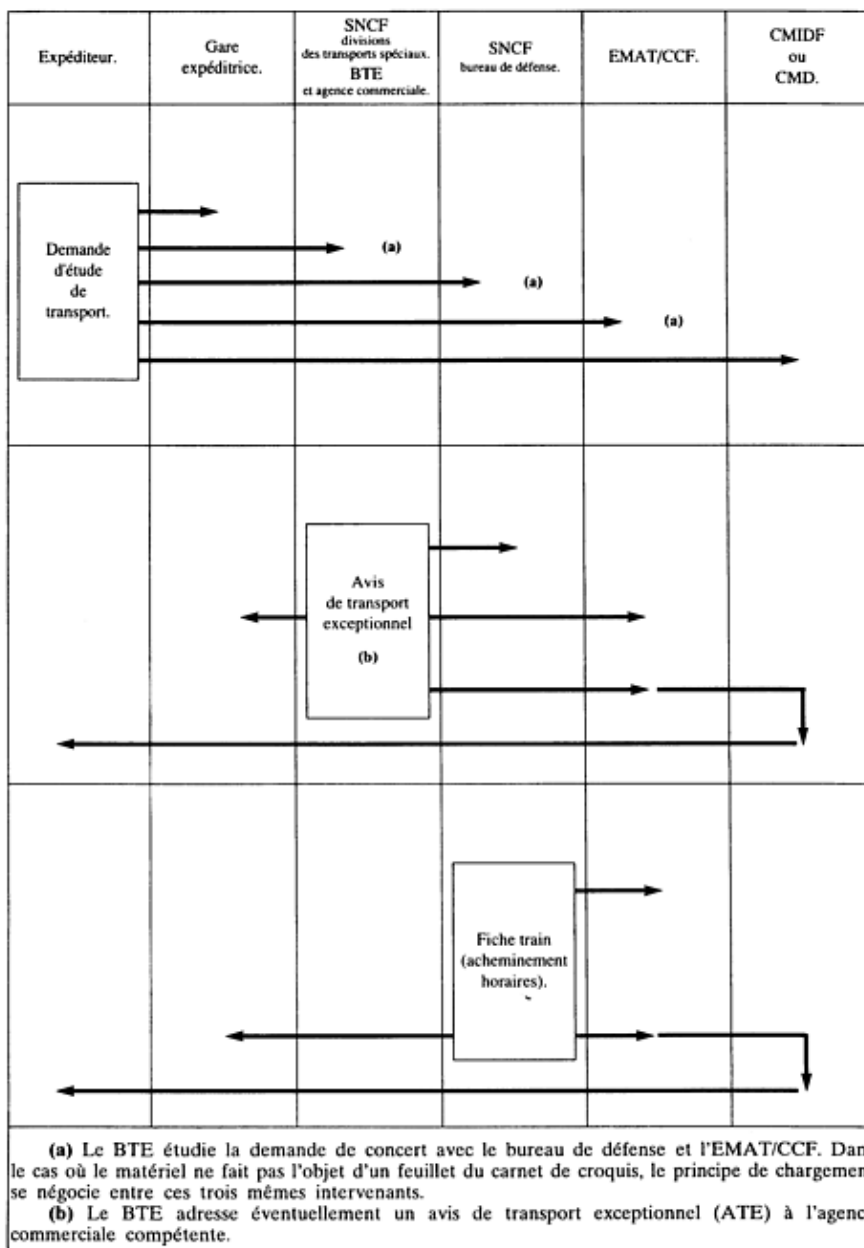 Expéditeur.
Gare
expéditrice.
SNCF
divisions
des transports spéciaux.
BTE
et agence commerciale.
SNCF
bureau de défense.
EMAT/CCF.
CMIDF
ou
CMD.
Demande
d'étude
de
transport.
(a)
(a)
(a)
Avis
de transport
exceptionnel
(b)
Fiche train
(acheminement
horaires).
(a) Le BTE étudie la demande de concert avec le bureau de défense et l'EMAT/CCF. Dan
le cas où le matériel ne fait pas l'objet d'un feuillet du carnet de croquis, le principe de chargemen
se négocie entre ces trois mêmes intervenants.
(b) Le BTE adresse éventuellement un avis de transport exceptionnel (ATE) à l'agenc
commerciale compétente.